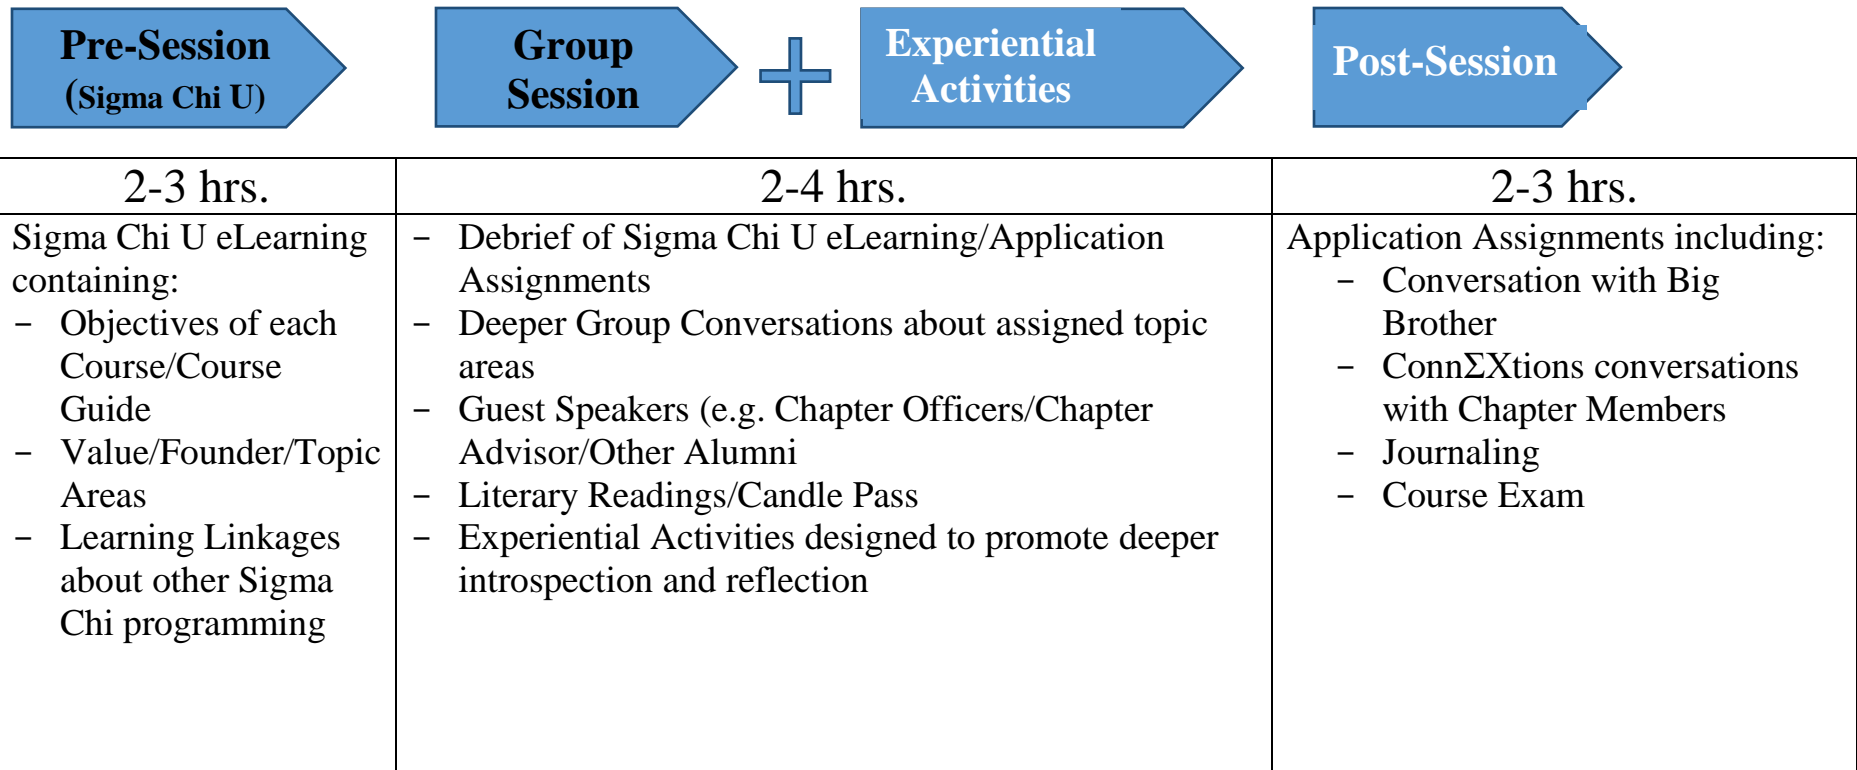 Pre-Session
(Sigma Chi U)
Group
Session
Experiential
Activities
Post-Session
2-3 hrs.
2-4 hrs.
2-3 hrs.
Sigma Chi U eLearning
containing:
- Objectives of each
Course/Course
Guide
- Value/Founder/Topic
Areas
- Learning Linkages
about other Sigma
Chi programming
- Debrief of Sigma Chi U eLearning/Application
Assignments
- Deeper Group Conversations about assigned topic
areas
- Guest Speakers (e.g. Chapter Officers/Chapter
Advisor/Other Alumni
- Literary Readings/Candle Pass
- Experiential Activities designed to promote deeper
introspection and reflection
Application Assignments including:
- Conversation with Big
Brother
- ConnΣXtions conversations
with Chapter Members
- Journaling
- Course Exam